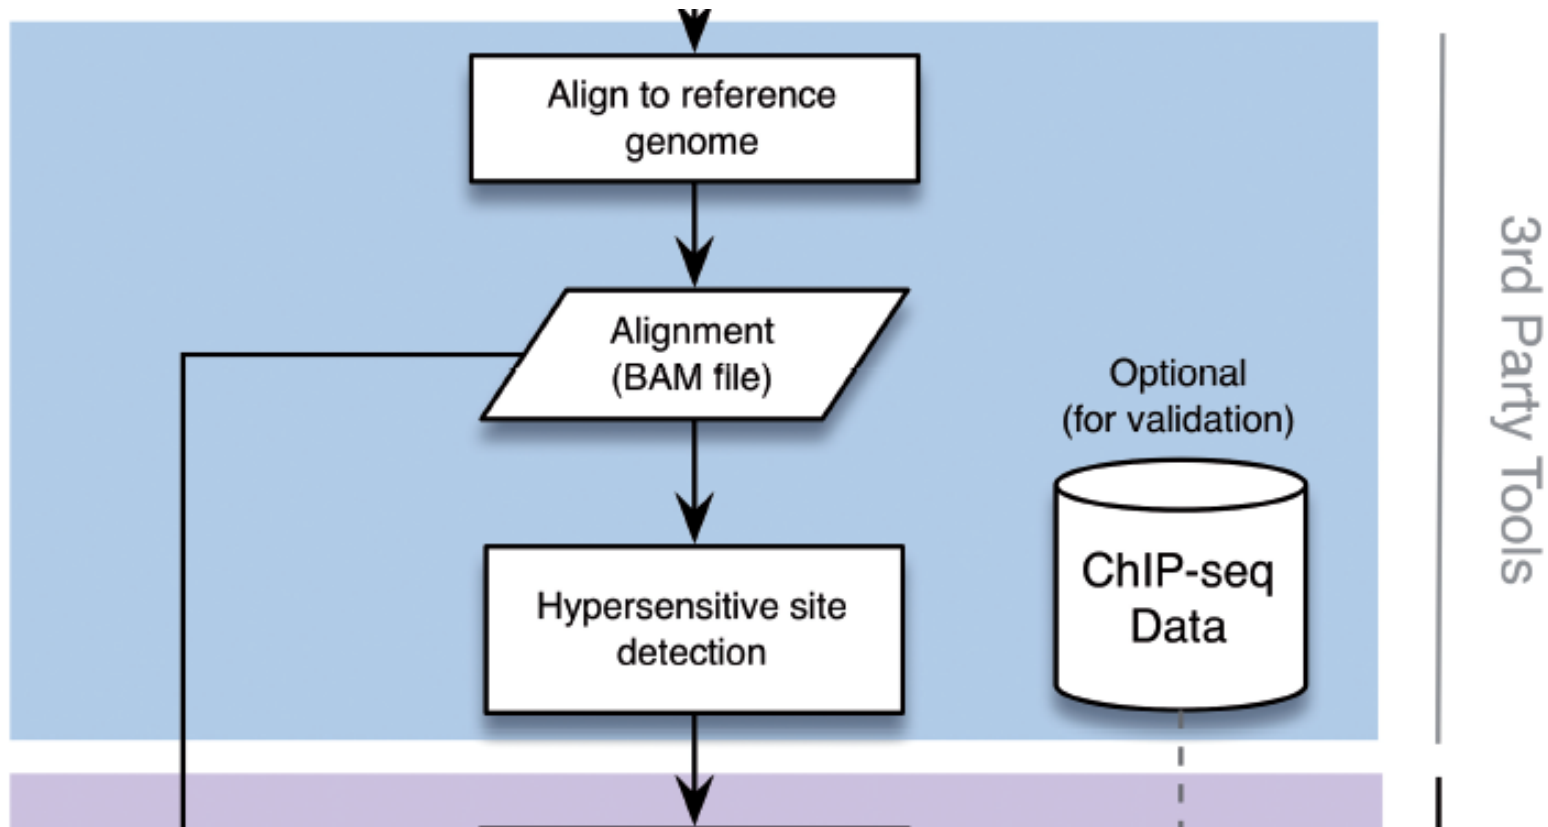 Align to reference
genome
Alignment
(BAM file)
Optional
(for validation)
Hypersensitive site
detection
ChIP-seq
Data
3rd Party Tools